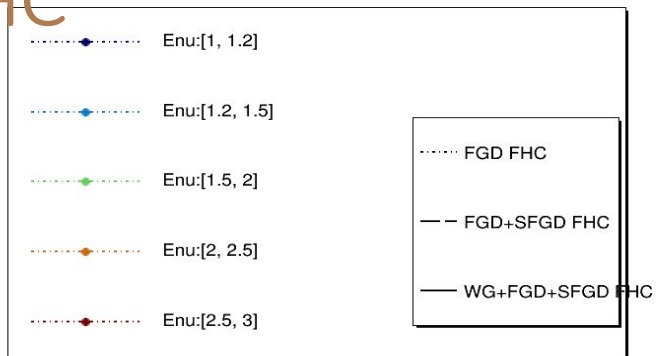 HC
Enu:[1, 1.2]
Enu:[1.2, 1.5]
Enu:[1.5, 2]
Enu:[2, 2.5]
Enu:[2.5, 3]
FGD FHC
FGD+SFGD FHC
WG+FGD+SFGD FHC